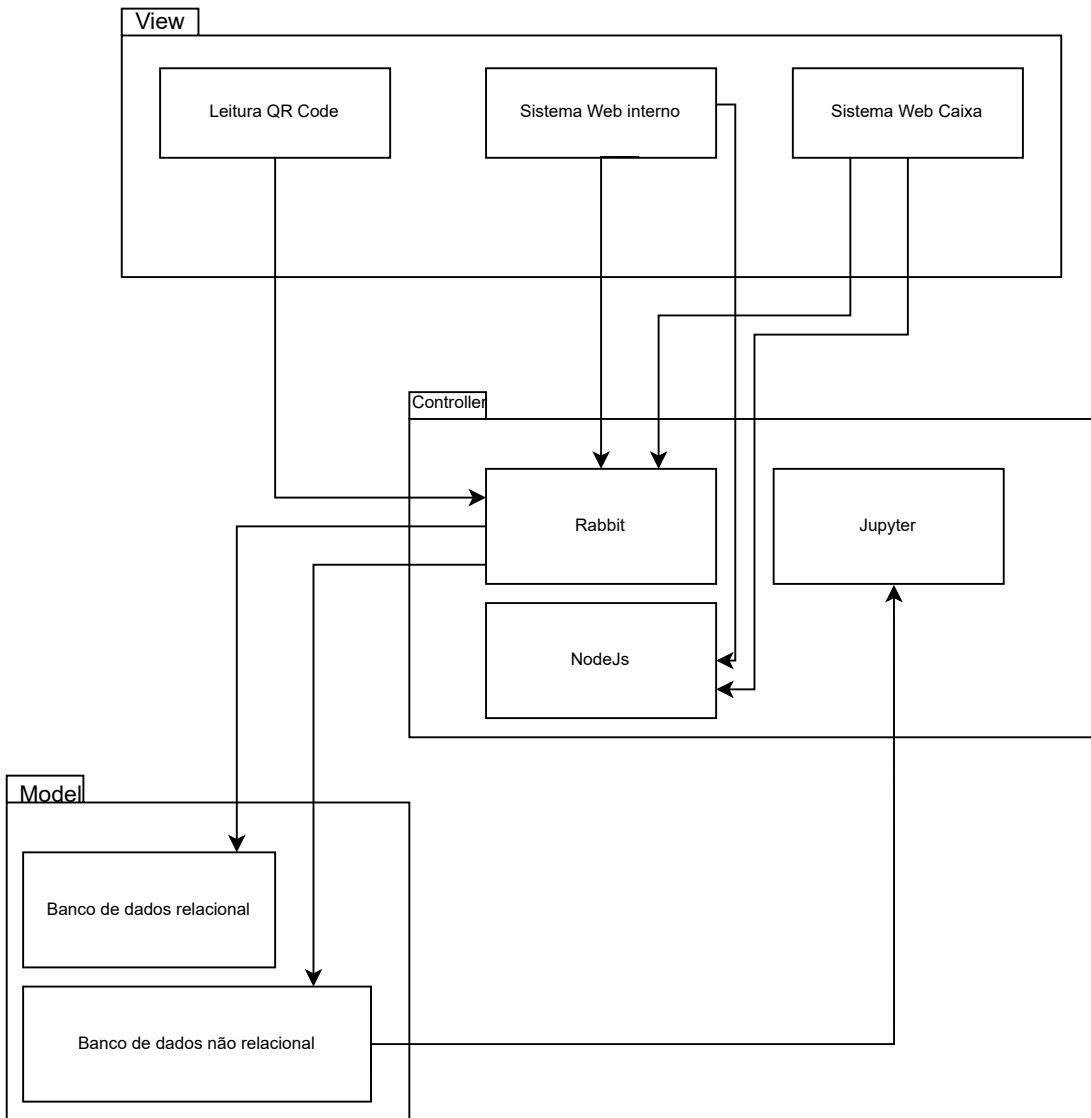 View
Leitura QR Code
Sistema Web interno
Sistema Web Caixa
Controller
Rabbit
Jupyter
NodeJs
Model
Banco de dados relacional
Banco de dados não relacional